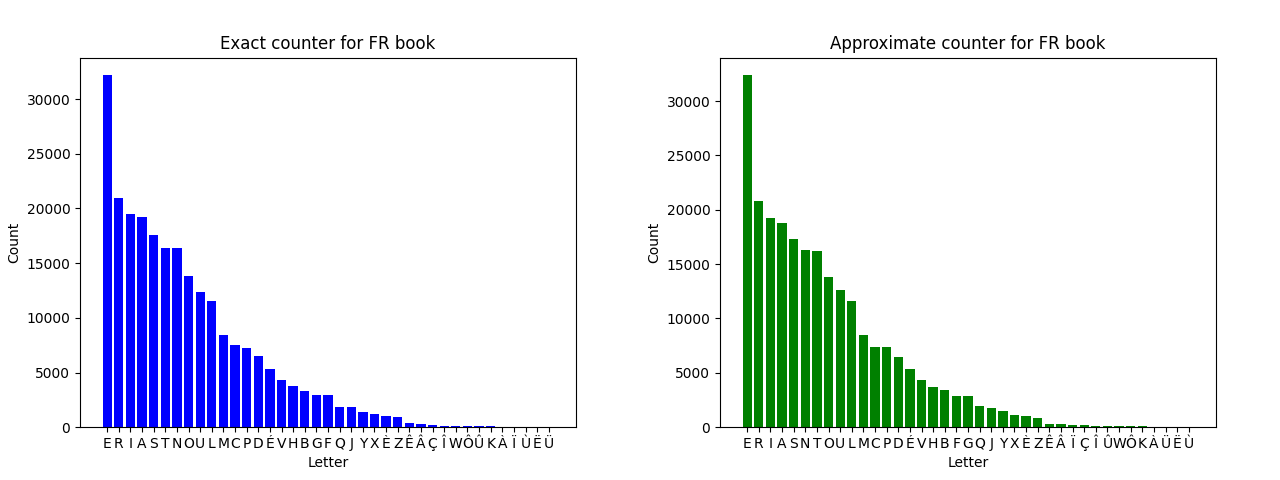 Exact counter for FR book
Count
30000
25000
20000
15000
10000
5000
0
E R I A S T N O U L M C P D É V H B G F Q J Y X È Z Ê Â Ç Î W Ô Û K À Ï Ù Ë Ü
Letter
Approximate counter for FR book
Count
30000
25000
20000
15000
10000
5000
0
E R I A S N T O U L M C P D É V H B F G Q J Y X È Z Ê Â Ï Ç Î Û W Ô K À Ü Ë Ù
Letter